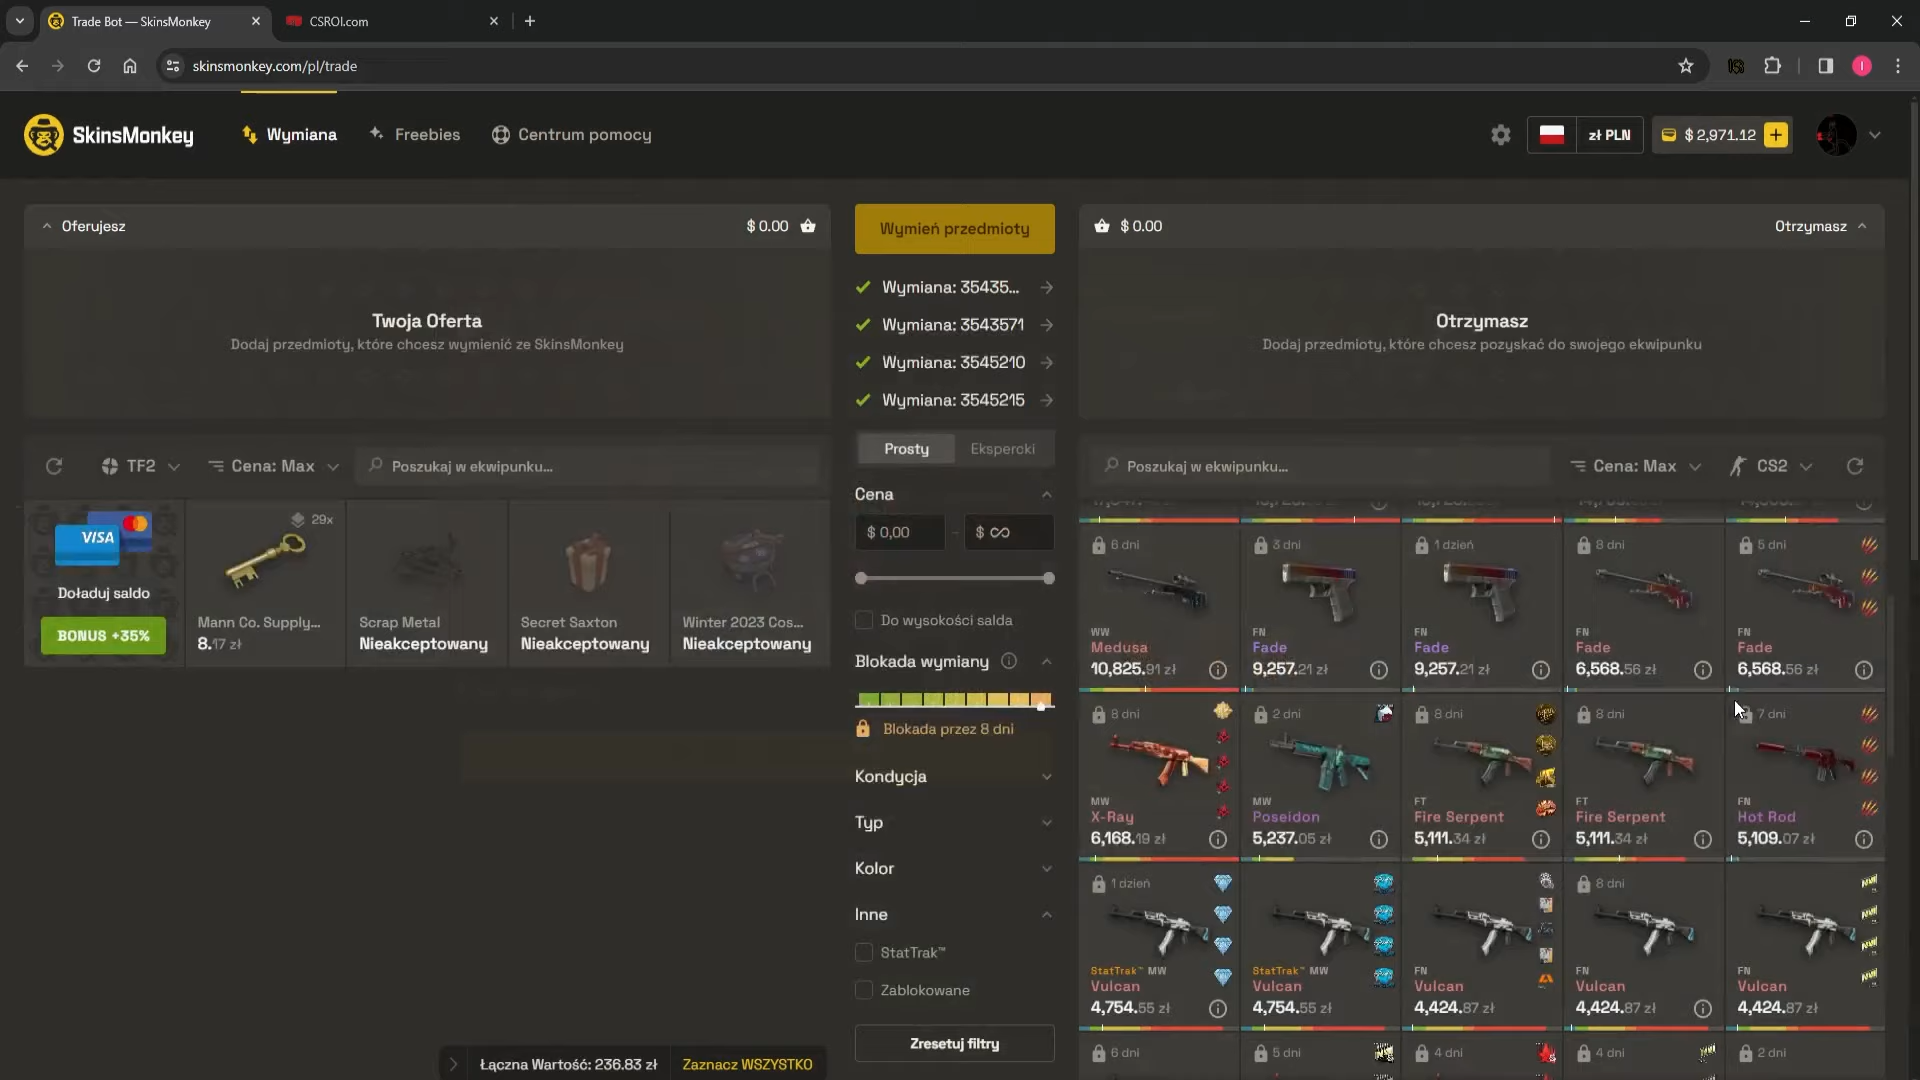 Trade Bot — SkinsMonkey
CSROI.com
skinsmonkey.com/pl/trade
SkinsMonkey
Wymiana
Freebies
Centrum pomocy
zł PLN
$ 2,971.12
Oferujesz
$ 0.00
Wymień przedmioty
$ 0.00
Otrzymasz
Wymiana: 35435...
Wymiana: 3543571
Wymiana: 3545210
Wymiana: 3545215
Twoja Oferta
Dodaj przedmioty, które chcesz wymienić ze SkinsMonkey
Otrzymasz
Dodaj przedmioty, które chcesz pozyskać do swojego ekwipunku
TF2
Cena: Max
Poszukaj w ekwipunku...
VISA
Doładuj saldo
BONUS +35%
29x
Mann Co. Supply...
8.17 zł
Scrap Metal
Nieakceptowany
Secret Saxton
Nieakceptowany
Winter 2023 Cos...
Nieakceptowany
Łączna Wartość: 236.83 zł
Zaznacz WSZYSTKO
Prosty
Ekspercki
Cena
$ 0,00
-
$ ∞
Do wysokości salda
Blokada wymiany
Blokada przez 8 dni
Kondycja
Typ
Kolor
Inne
StatTrak™
Zablokowane
Zresetuj filtry
Poszukaj w ekwipunku...
Cena: Max
CS2
6 dni
WW
Medusa
10,825.91 zł
3 dni
FN
Fade
9,257.21 zł
1 dzień
FN
Fade
9,257.21 zł
8 dni
FN
Fade
6,568.56 zł
5 dni
FN
Fade
6,568.56 zł
8 dni
MW
X-Ray
6,168.19 zł
2 dni
MW
Poseidon
5,237.05 zł
8 dni
FT
Fire Serpent
5,111.34 zł
8 dni
FT
Fire Serpent
5,111.34 zł
7 dni
FN
Hot Rod
5,109.07 zł
1 dzień
StatTrak™ MW
Vulcan
4,754.55 zł
StatTrak™ MW
Vulcan
4,754.55 zł
FN
Vulcan
4,424.87 zł
8 dni
FN
Vulcan
4,424.87 zł
FN
Vulcan
4,424.87 zł
6 dni
5 dni
4 dni
4 dni
2 dni